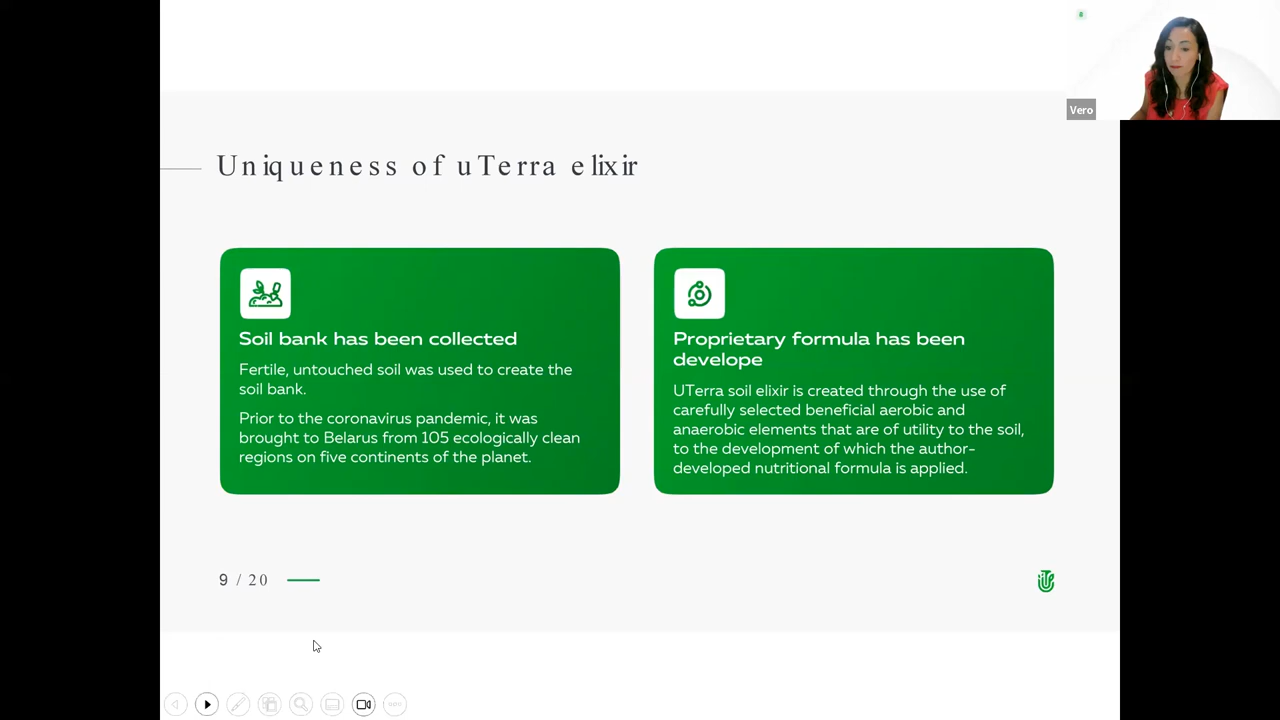 Vero
Uniqueness of uTerra elixir
Soil bank has been collected
Fertile, untouched soil was used to create the
soil bank.
Prior to the coronavirus pandemic, it was
brought to Belarus from 105 ecologically clean
regions on five continents of the planet.
Proprietary formula has been
develope
UTerra soil elixir is created through the use of
carefully selected beneficial aerobic and
anaerobic elements that are of utility to the soil,
to the development of which the author-
developed nutritional formula is applied.
9 / 20